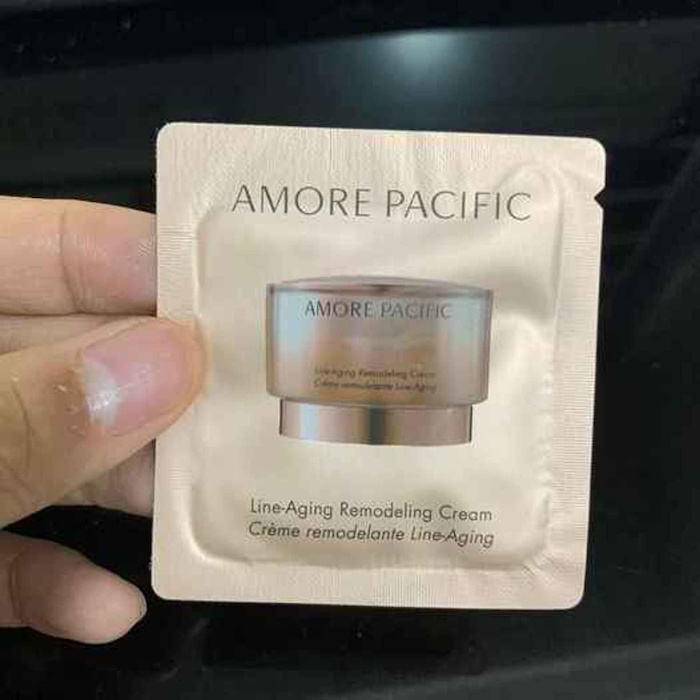 AMORE PACIFIC
AMORE PACIFIC
Line-Aging Remodeling Cream
Crème remodelante Line-Aging
Line-Aging Remodeling Cream
Crème remodelante Line-Aging